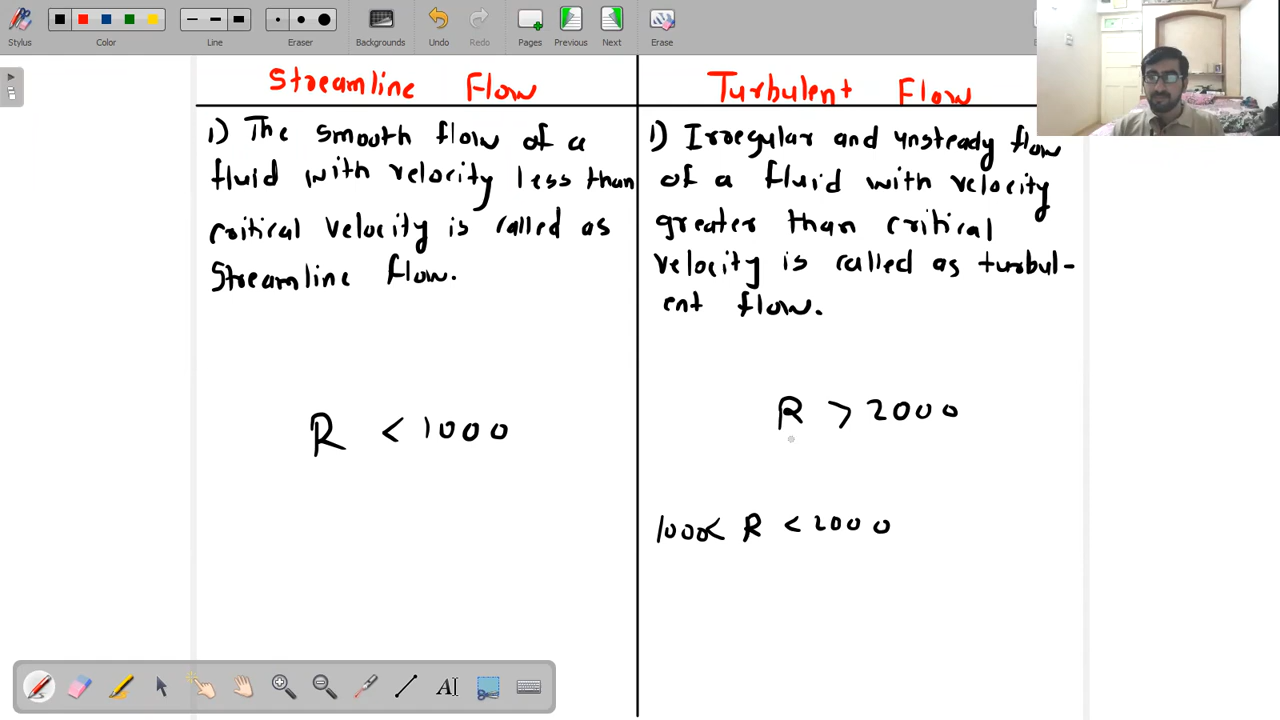 Stylus
Color
Line
Eraser
Backgrounds
Undo
Redo
Pages
Previous
Next
Erase
Streamline Flow
1) The smooth flow of a
fluid with velocity less than
critical velocity is called as
Streamline flow.
R < 1000
Turbulent Flow
1) Irregular and unsteady flow
of a fluid with velocity
greater than critical
velocity is called as turbul-
ent flow.
R > 2000
1000< R < 2000